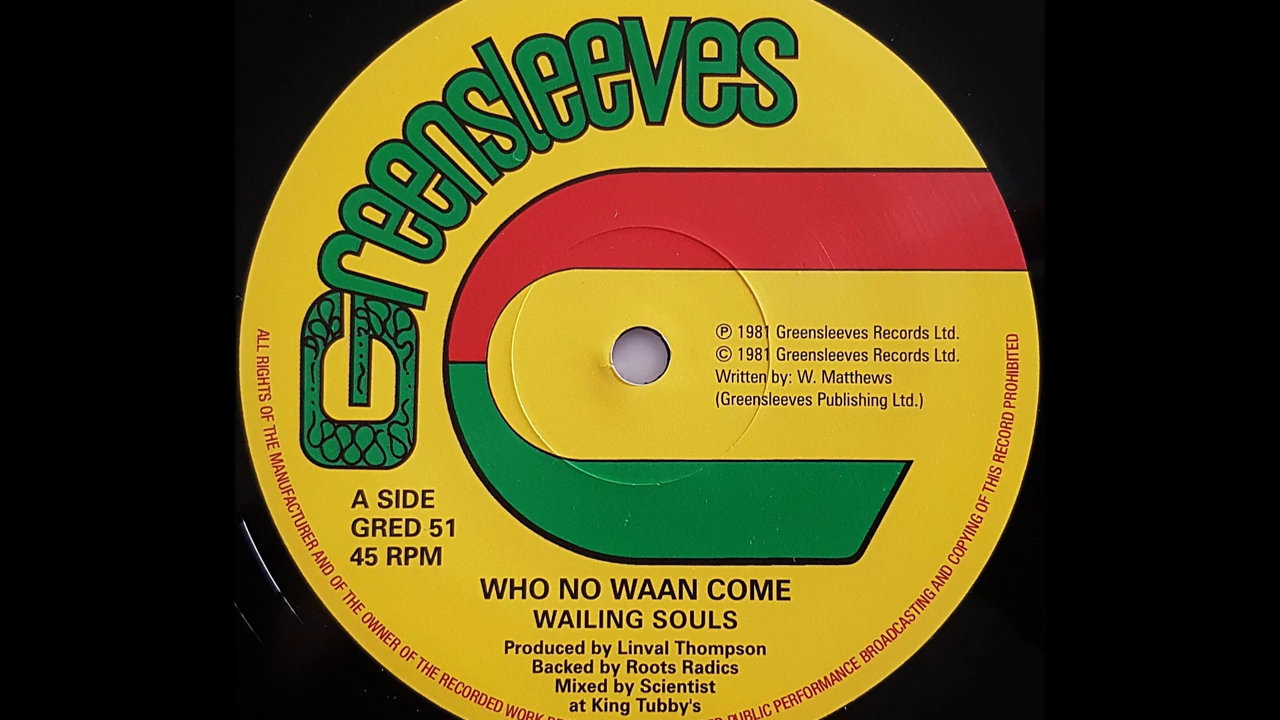 Greensleeves
℗ 1981 Greensleeves Records Ltd.
© 1981 Greensleeves Records Ltd.
Written by: W. Matthews
(Greensleeves Publishing Ltd.)
A SIDE
GRED 51
45 RPM
WHO NO WAAN COME
WAILING SOULS
Produced by Linval Thompson
Backed by Roots Radics
Mixed by Scientist
at King Tubby's
ALL RIGHTS OF THE MANUFACTURER AND OF THE OWNER OF THE RECORDED WORK
PUBLIC PERFORMANCE BROADCASTING AND COPYING OF THIS RECORD PROHIBITED